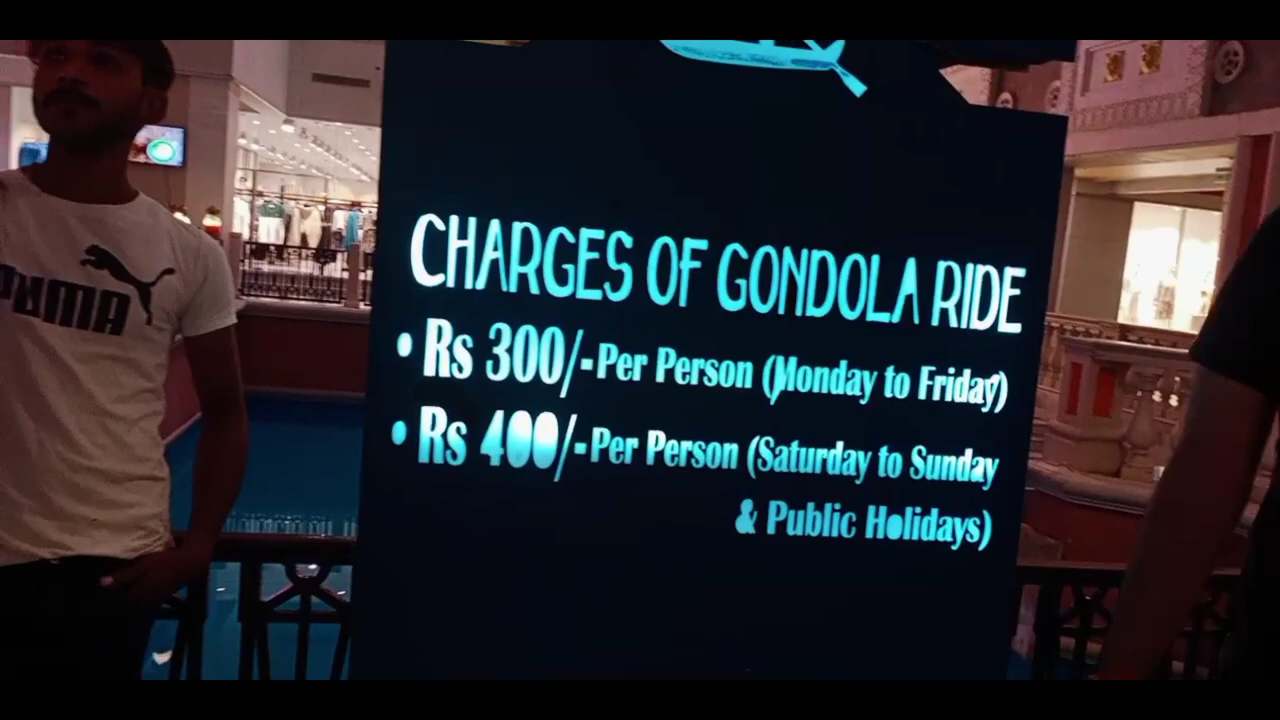 CHARGES OF GONDOLA RIDE
• Rs 300/-Per Person (Monday to Friday)
• Rs 400/-Per Person (Saturday to Sunday
& Public Holidays)
PUMA